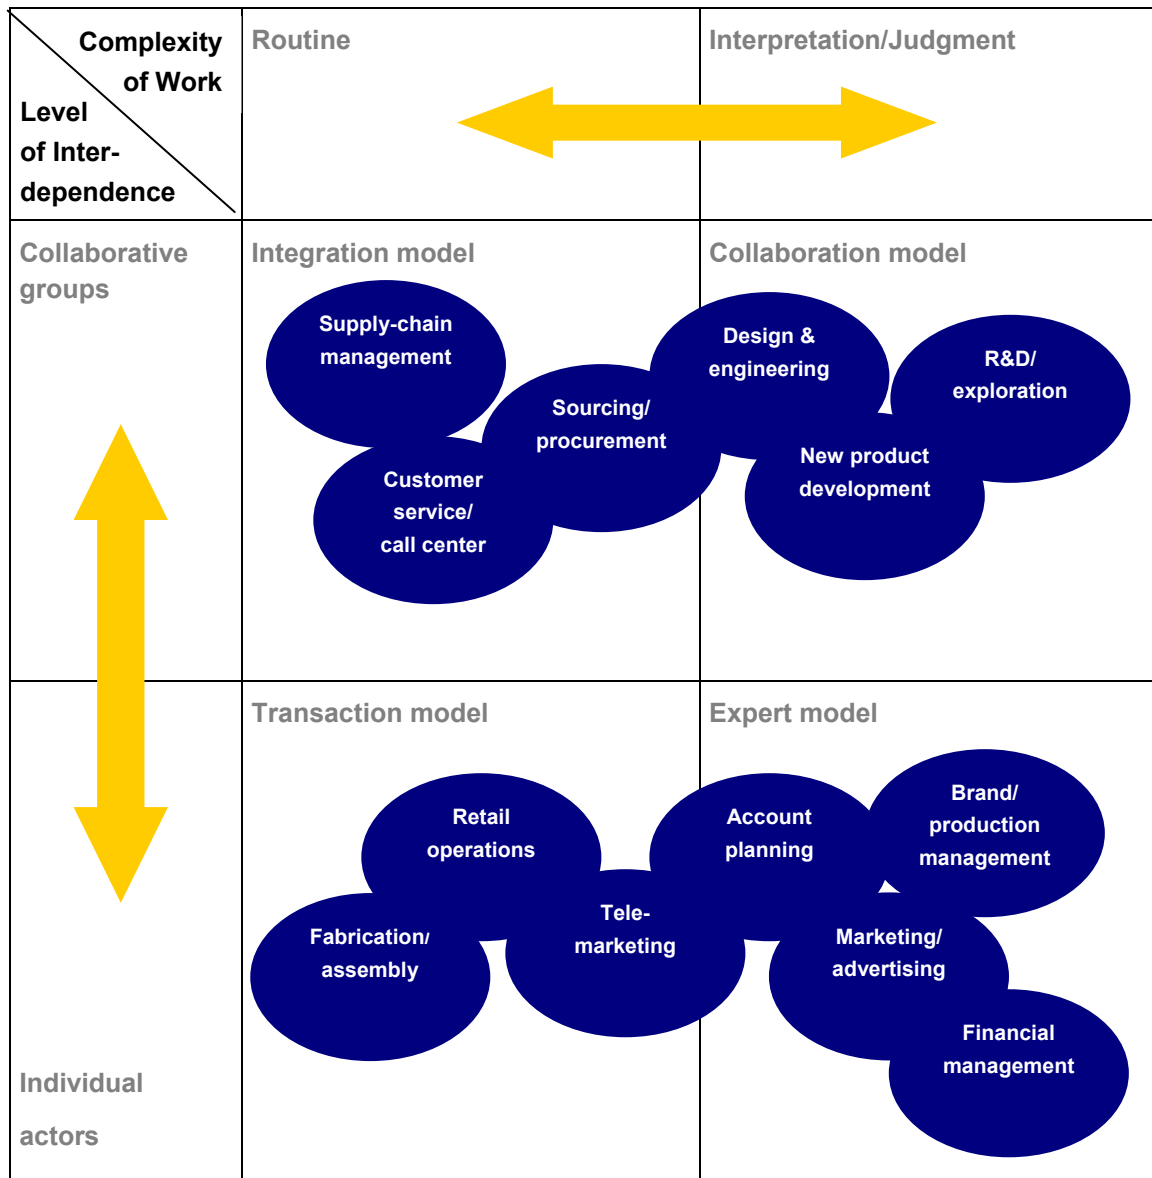 Complexity
of Work
Level
of Inter-
dependence
Routine
Interpretation/Judgment
Collaborative
groups
Integration model
Supply-chain
management
Sourcing/
procurement
Customer
service/
call center
Collaboration model
Design &
engineering
R&D/
exploration
New product
development
Individual
actors
Transaction model
Retail
operations
Fabrication/
assembly
Tele-
marketing
Expert model
Account
planning
Brand/
production
management
Marketing/
advertising
Financial
management